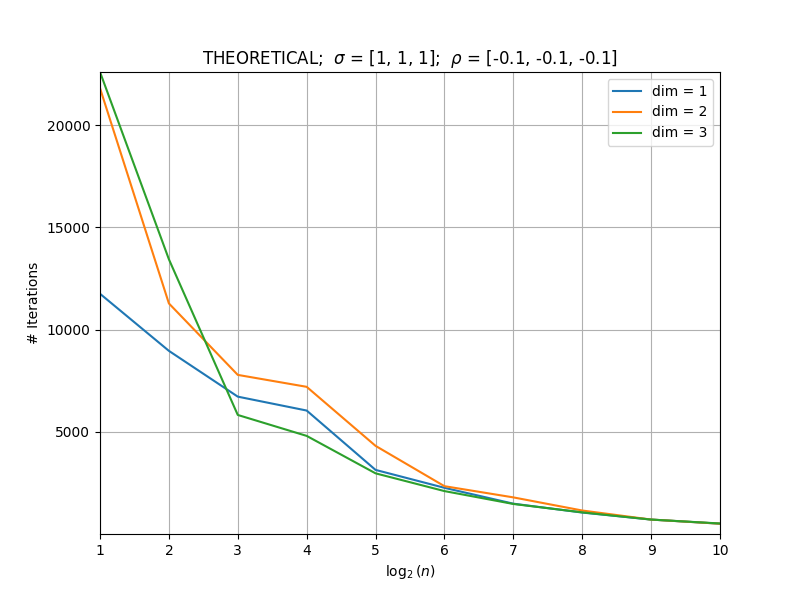 THEORETICAL;  σ = [1, 1, 1];  ρ = [-0.1, -0.1, -0.1]
dim = 1
dim = 2
dim = 3
20000
15000
10000
5000
# Iterations
1 2 3 4 5 6 7 8 9 10
log₂(n)